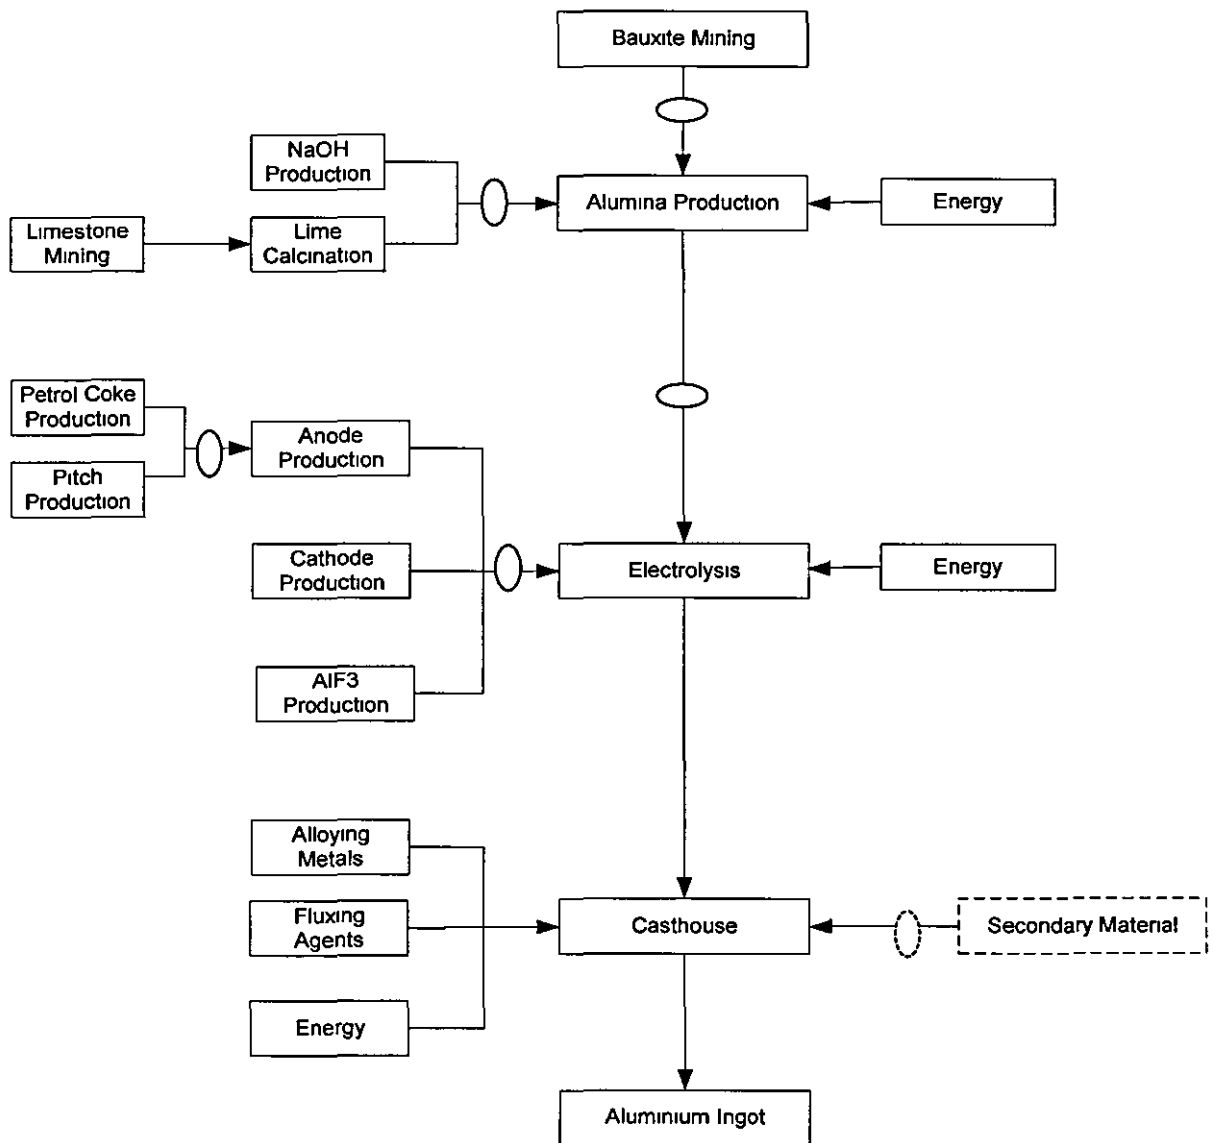 Bauxite Mining
NaOH
Production
Alumina Production
Energy
Limestone
Mining
Lime
Calcination
Petrol Coke
Production
Anode
Production
Pitch
Production
Cathode
Production
Electrolysis
Energy
AlF3
Production
Alloying
Metals
Fluxing
Agents
Casthouse
Secondary Material
Energy
Aluminium Ingot